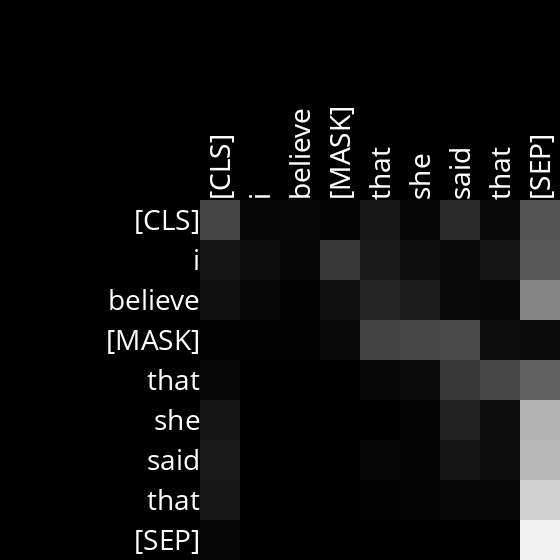 [CLS] i believe [MASK] that she said that [SEP]
[CLS]
i
believe
[MASK]
that
she
said
that
[SEP]